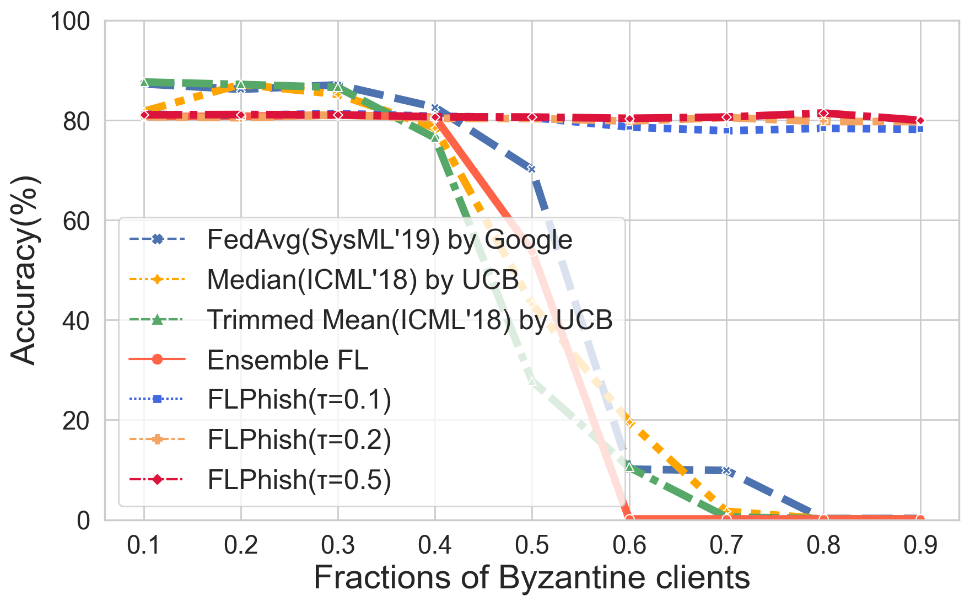 100
80
60
40
20
0
Accuracy(%)
FedAvg(SysML'19) by Google
Median(ICML'18) by UCB
Trimmed Mean(ICML'18) by UCB
Ensemble FL
FLPhish(τ=0.1)
FLPhish(τ=0.2)
FLPhish(τ=0.5)
0.1 0.2 0.3 0.4 0.5 0.6 0.7 0.8 0.9
Fractions of Byzantine clients